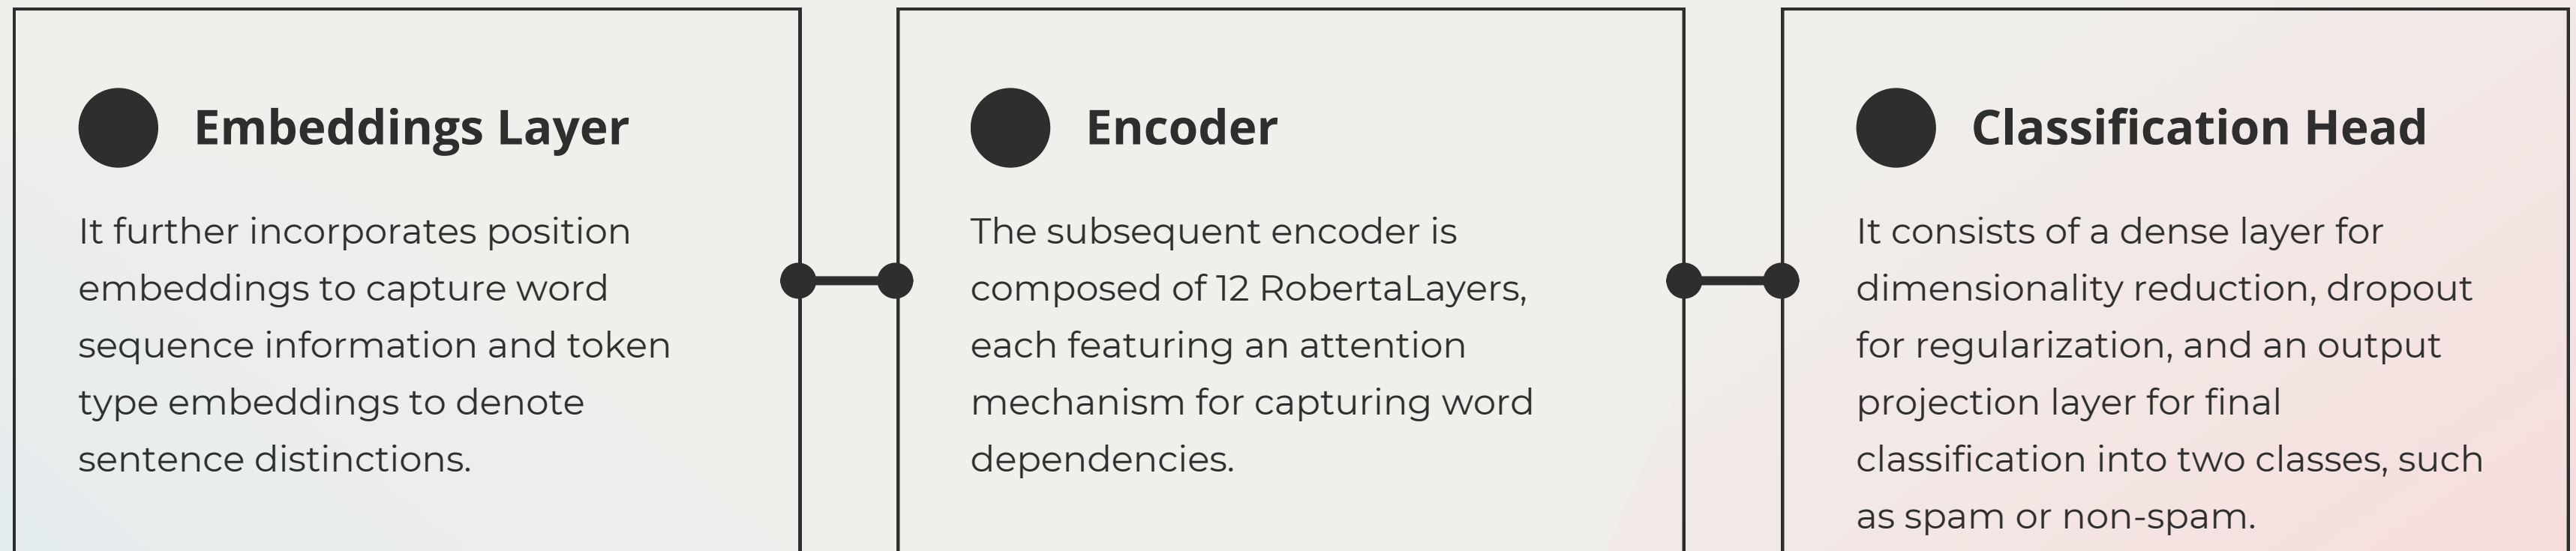 Embeddings Layer
It further incorporates position
embeddings to capture word
sequence information and token
type embeddings to denote
sentence distinctions.
Encoder
The subsequent encoder is
composed of 12 RobertaLayers,
each featuring an attention
mechanism for capturing word
dependencies.
Classification Head
It consists of a dense layer for
dimensionality reduction, dropout
for regularization, and an output
projection layer for final
classification into two classes, such
as spam or non-spam.